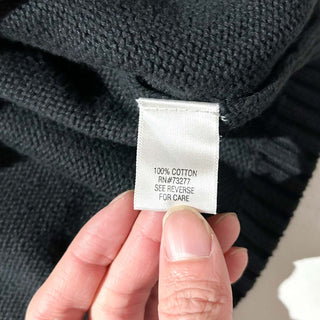 100% COTTON
RN#73277
SEE REVERSE
FOR CARE